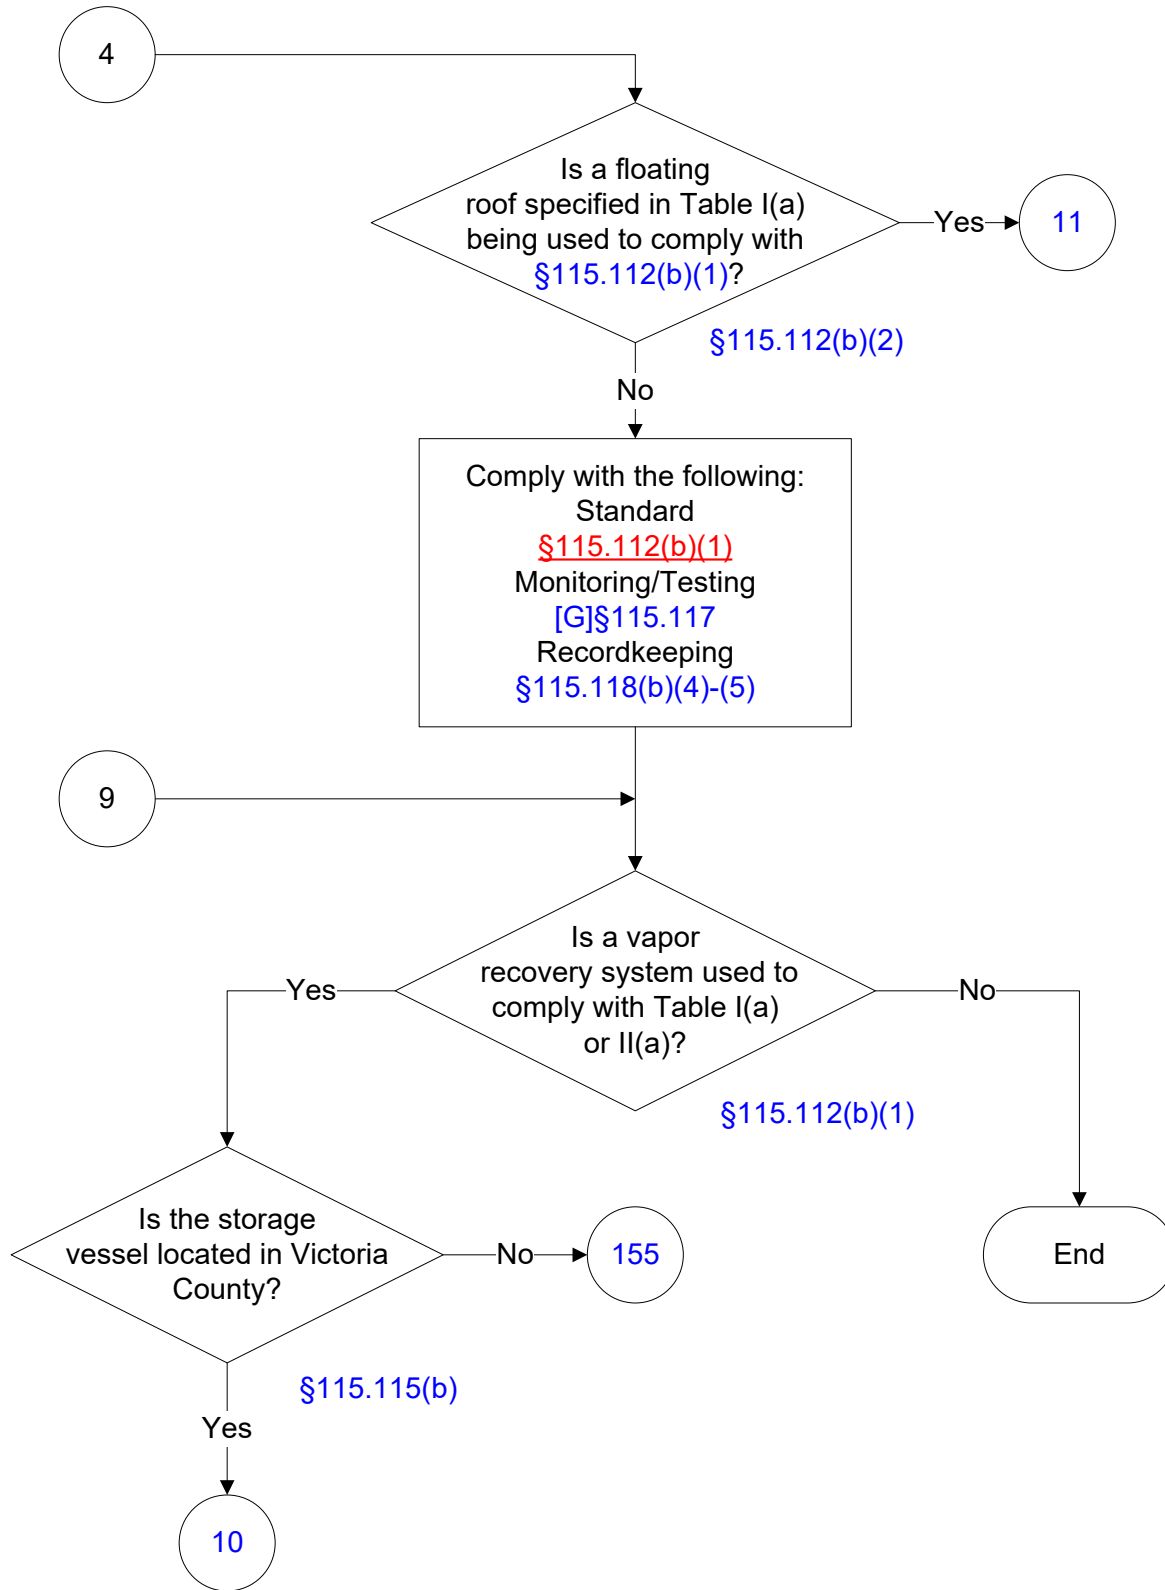 4
Is a floating
roof specified in Table I(a)
being used to comply with
§115.112(b)(1)?
Yes
11
§115.112(b)(2)
No
Comply with the following:
Standard
§115.112(b)(1)
Monitoring/Testing
[G]§115.117
Recordkeeping
§115.118(b)(4)-(5)
9
Is a vapor
recovery system used to
comply with Table I(a)
or II(a)?
Yes
No
§115.112(b)(1)
Is the storage
vessel located in Victoria
County?
No
155
End
§115.115(b)
Yes
10